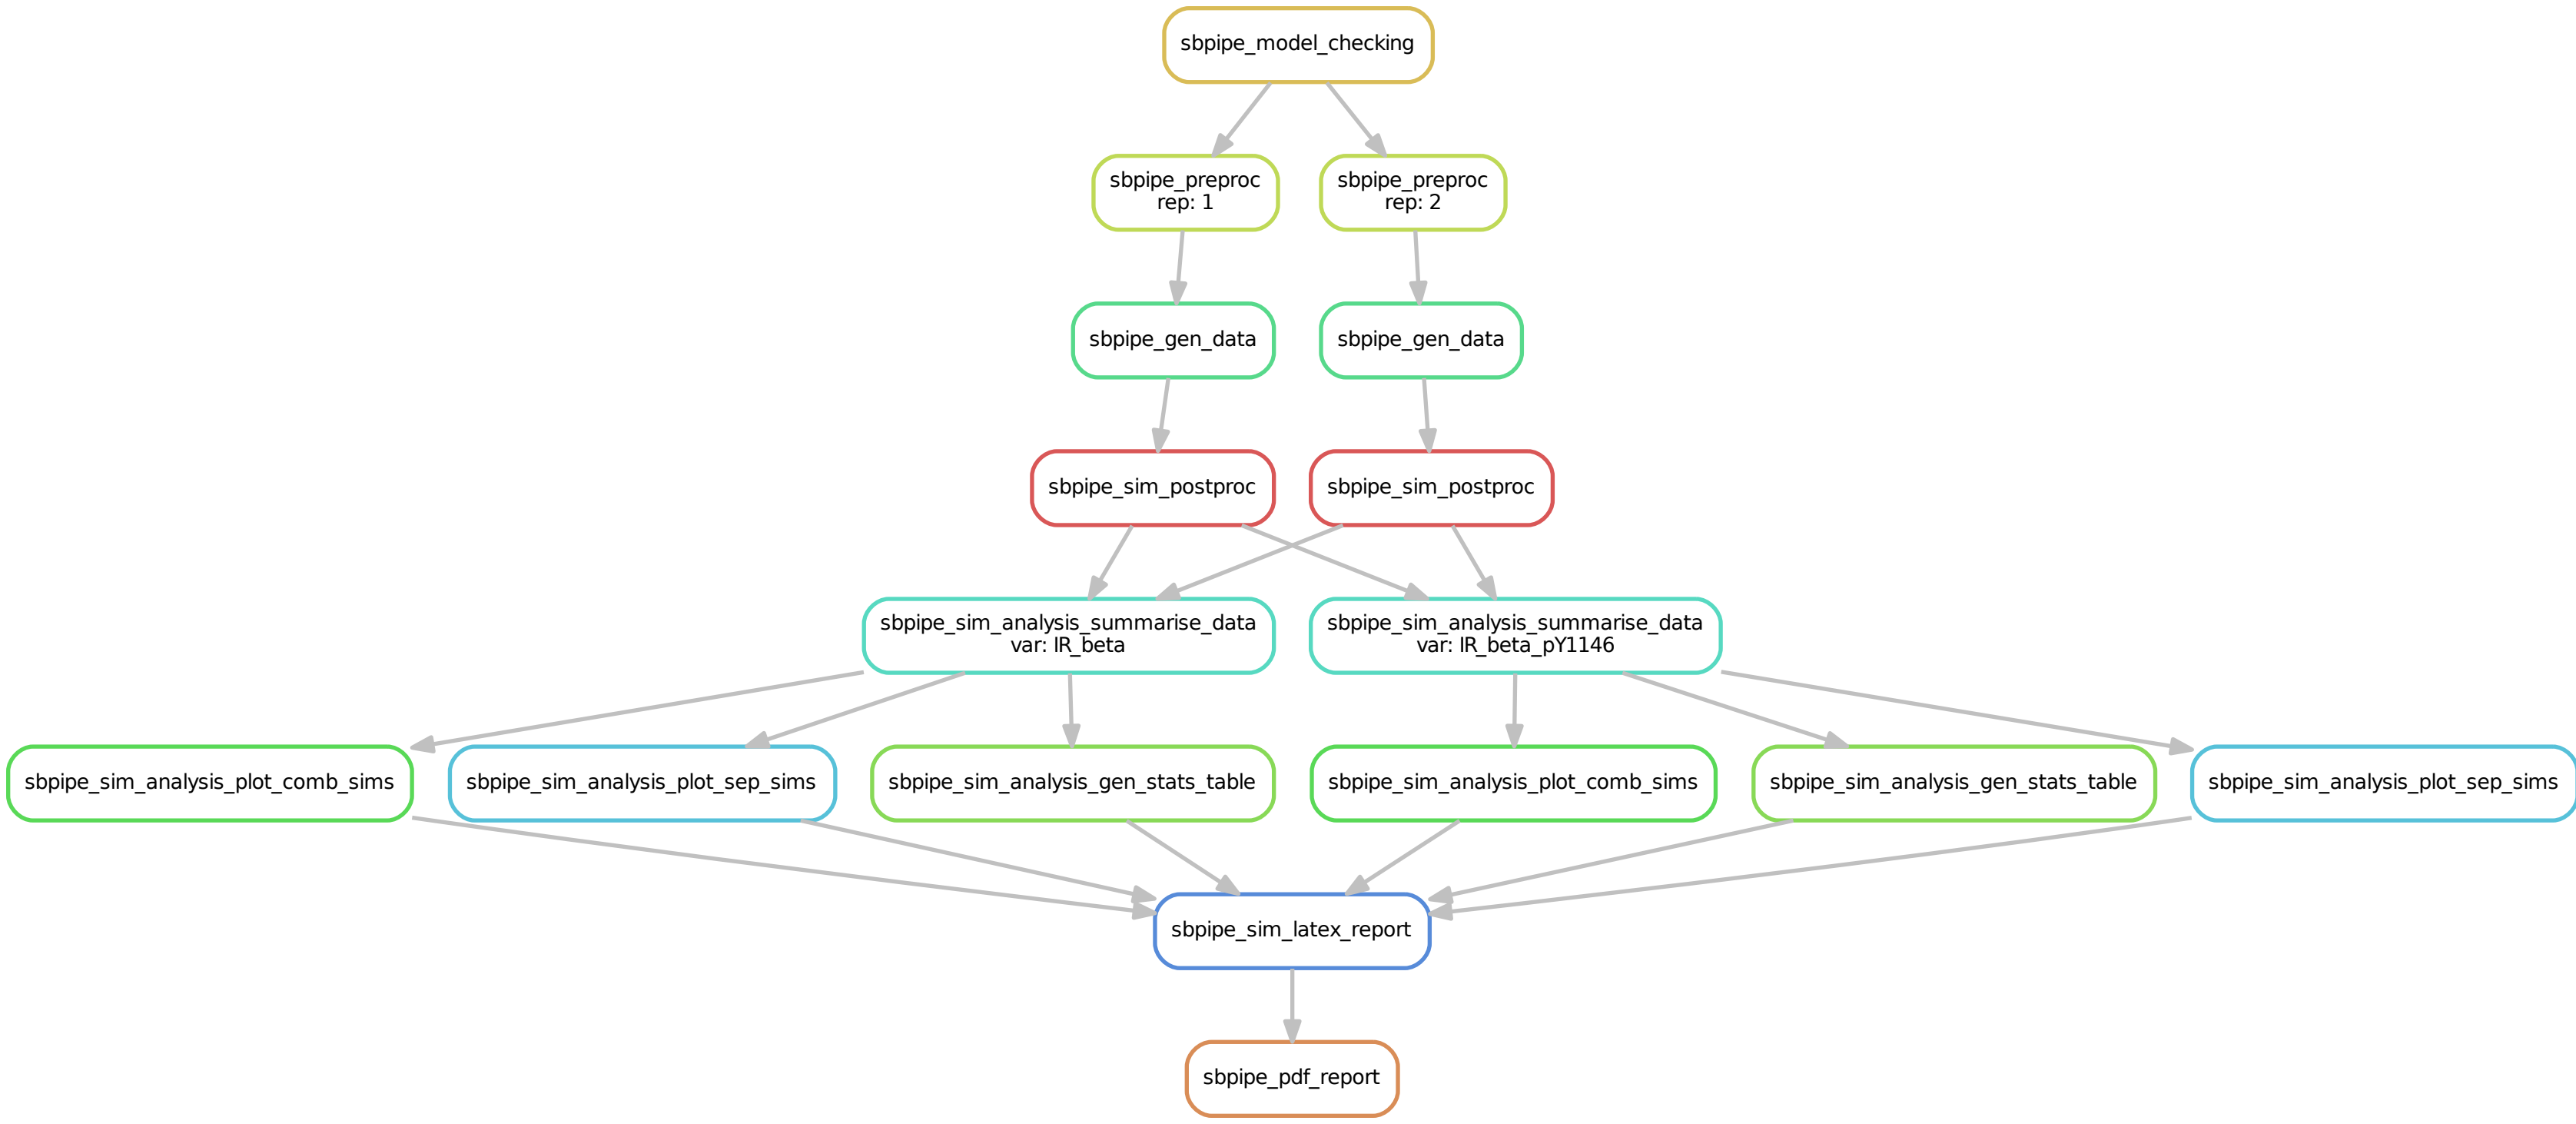 sbpipe_model_checking
sbpipe_preproc
rep: 1
sbpipe_preproc
rep: 2
sbpipe_gen_data
sbpipe_gen_data
sbpipe_sim_postproc
sbpipe_sim_postproc
sbpipe_sim_analysis_summarise_data
var: IR_beta
sbpipe_sim_analysis_summarise_data
var: IR_beta_pY1146
sbpipe_sim_analysis_plot_comb_sims
sbpipe_sim_analysis_plot_sep_sims
sbpipe_sim_analysis_gen_stats_table
sbpipe_sim_analysis_plot_comb_sims
sbpipe_sim_analysis_gen_stats_table
sbpipe_sim_analysis_plot_sep_sims
sbpipe_sim_latex_report
sbpipe_pdf_report